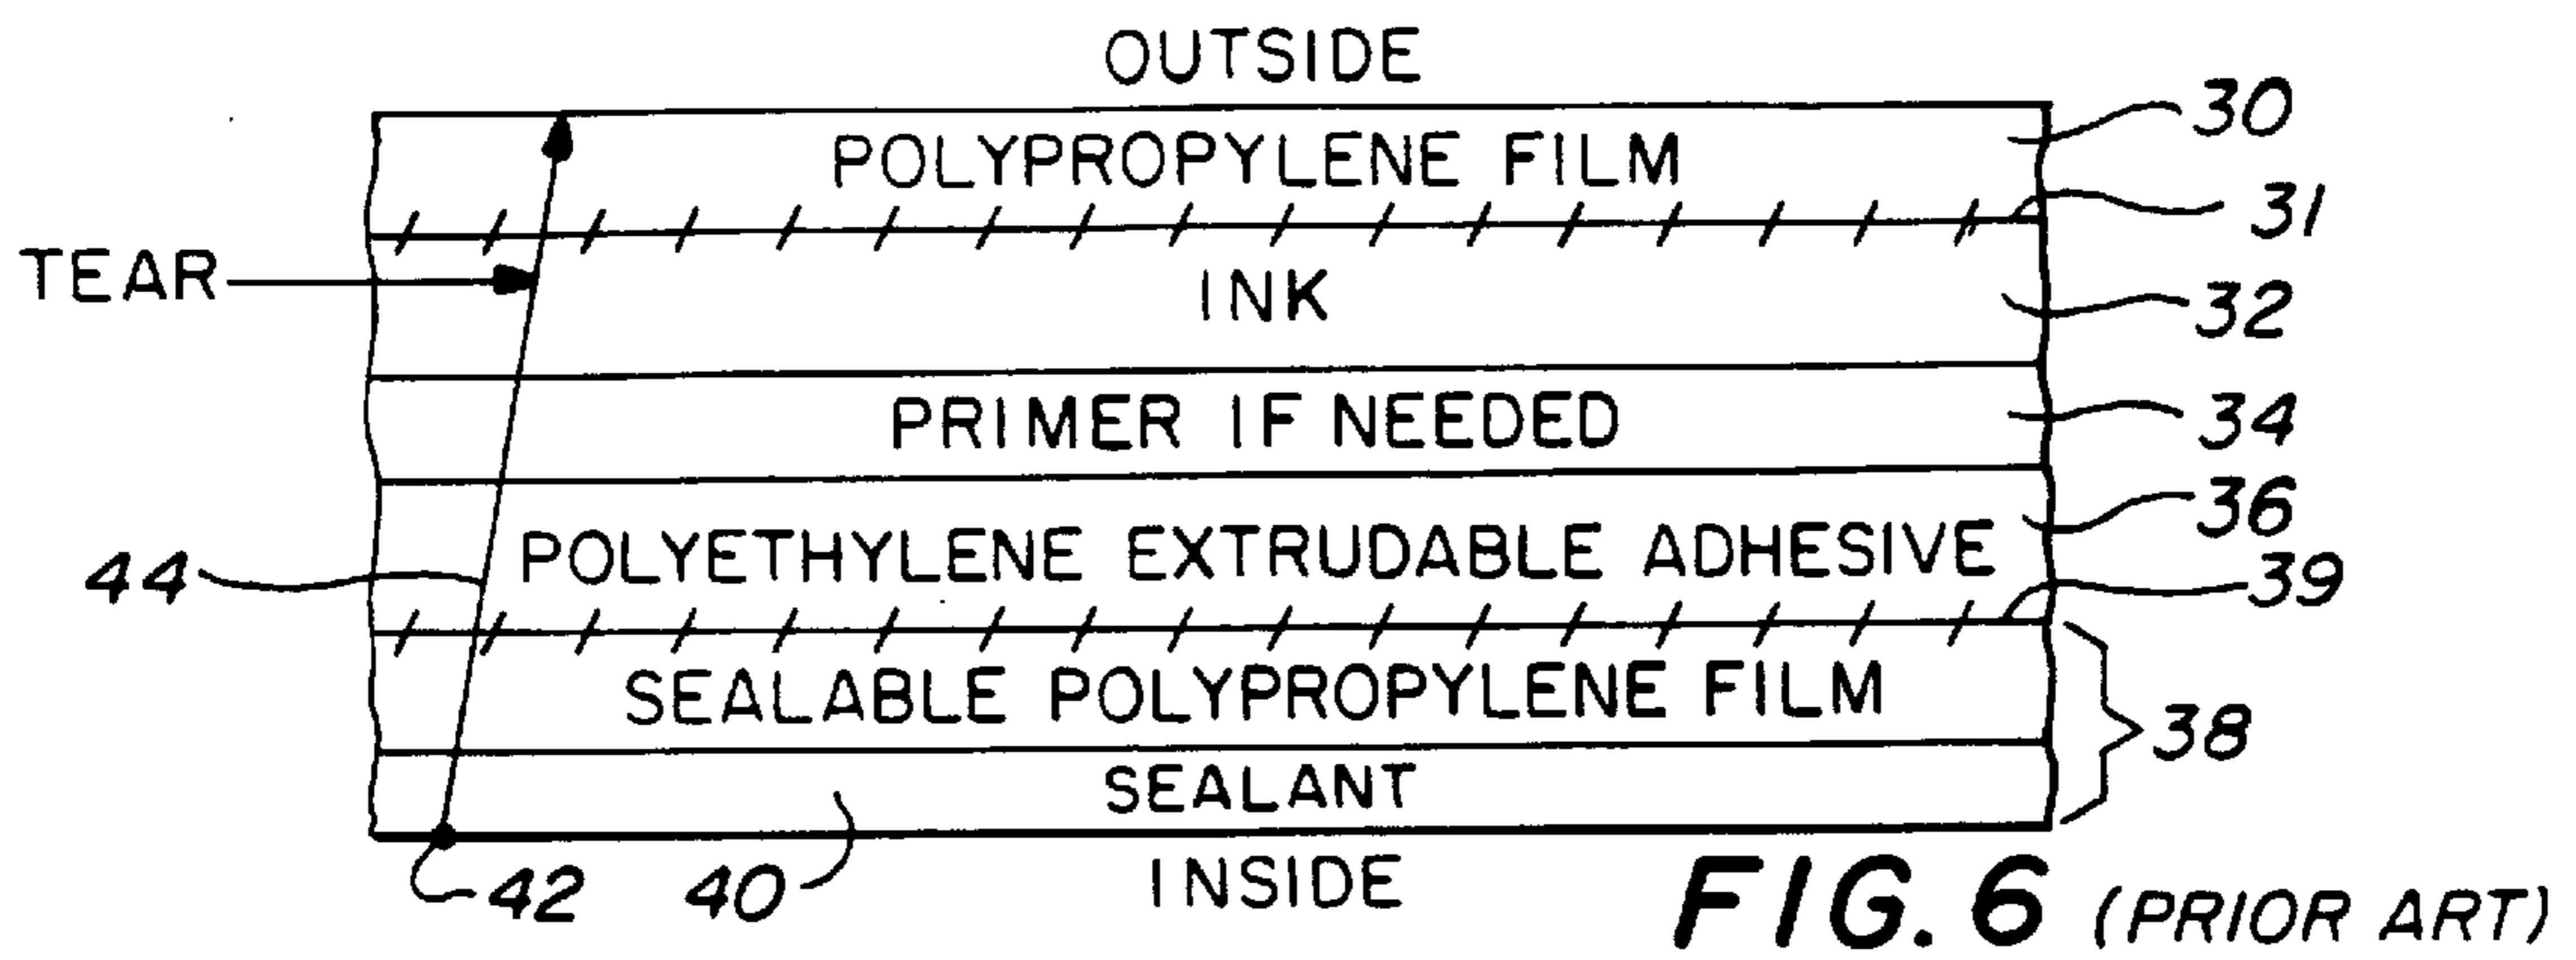 OUTSIDE
POLYPROPYLENE FILM
30
31
TEAR
INK
32
PRIMER IF NEEDED
34
36
POLYETHYLENE EXTRUDABLE ADHESIVE
44
39
SEALABLE POLYPROPYLENE FILM
38
SEALANT
42
40
INSIDE
FIG. 6 (PRIOR ART)